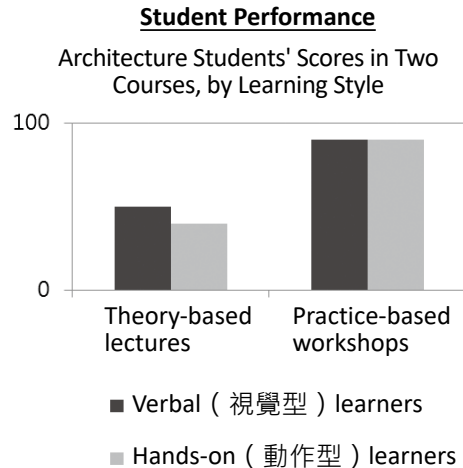 Student Performance
Architecture Students' Scores in Two
Courses, by Learning Style
100
0
Theory-based
lectures
Practice-based
workshops
Verbal（視覺型）learners
Hands-on（動作型）learners